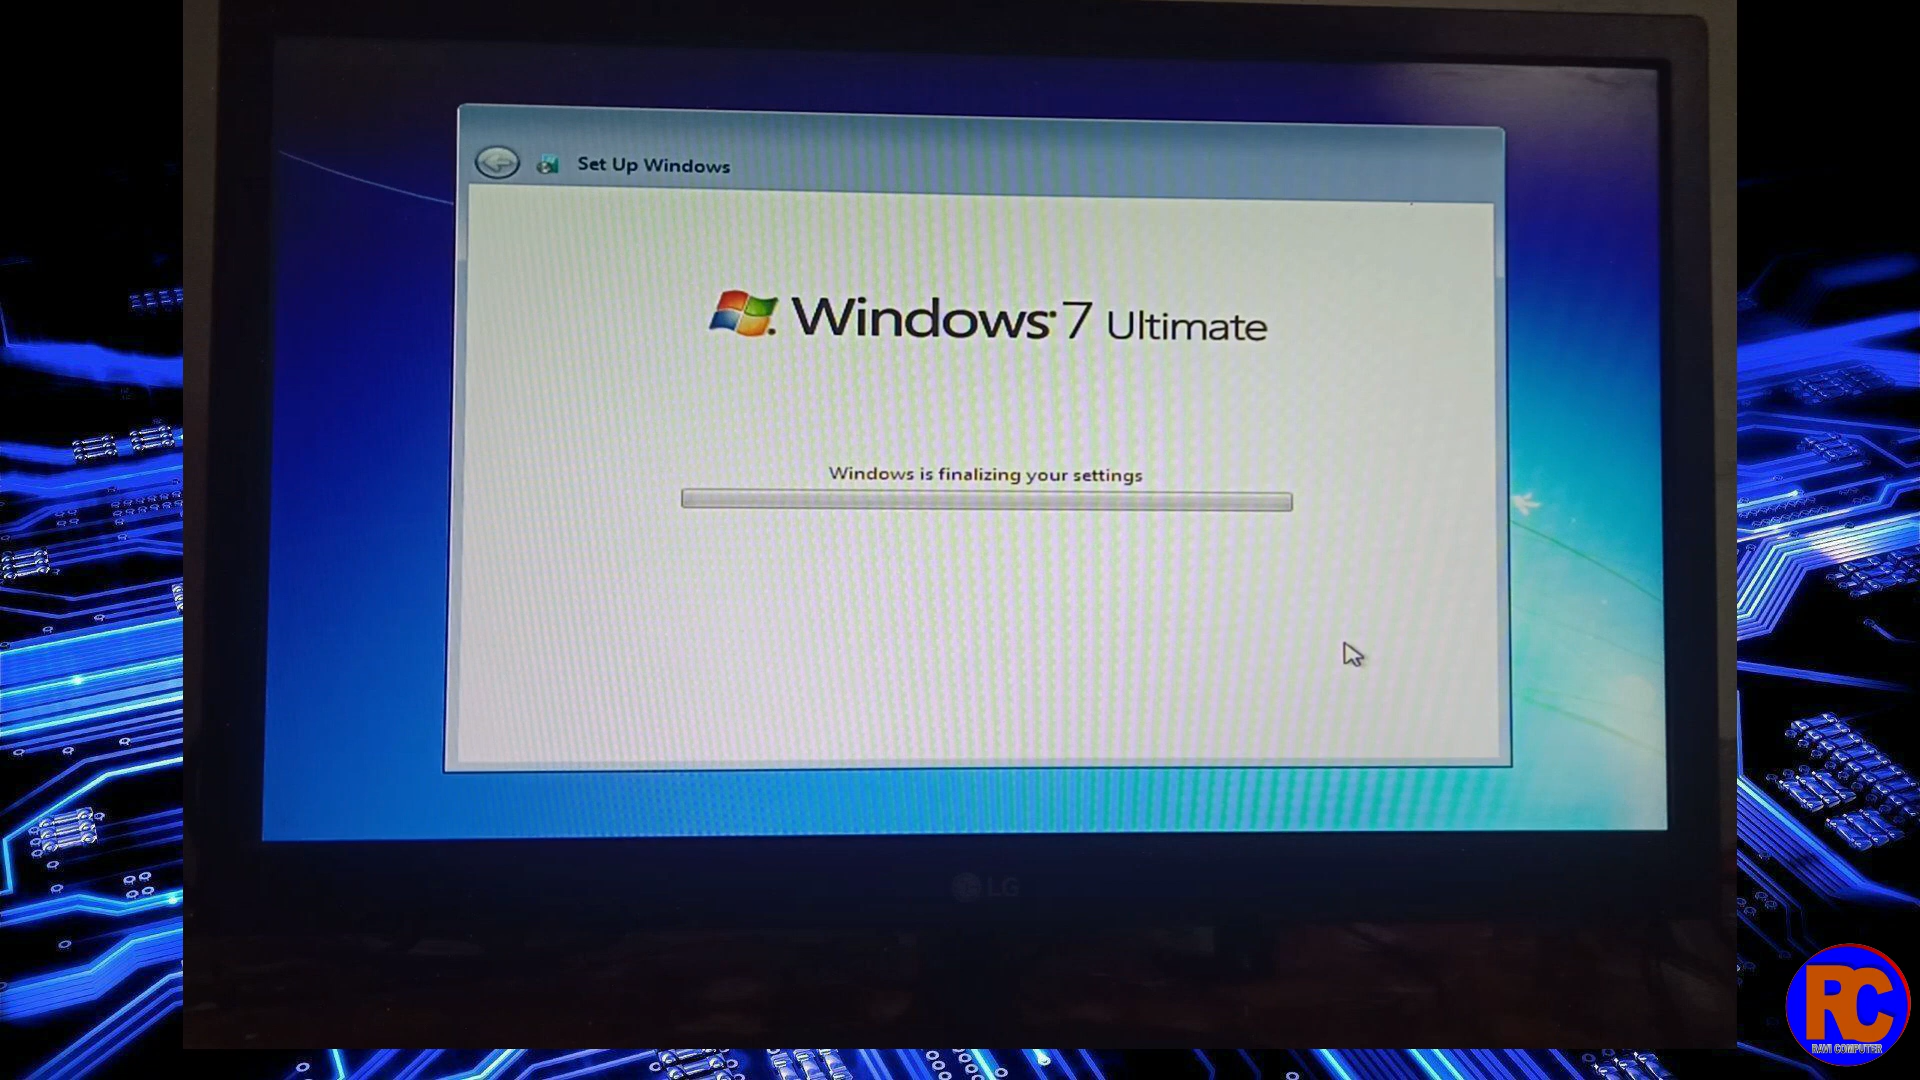 Set Up Windows
Windows 7 Ultimate
Windows is finalizing your settings
LG
RC
RAVI COMPUTER